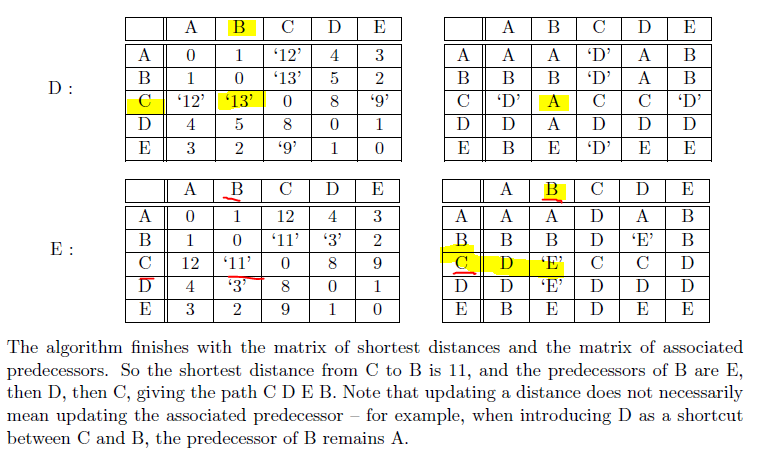 A B C D E A B C D E
A 0 1 ‘12’ 4 3 A A A ‘D’ A B
B 1 0 ‘13’ 5 2 B B B ‘D’ A B
D : C ‘12’ ‘13’ 0 8 ‘9’ C ‘D’ A C C ‘D’
D 4 5 8 0 1 D D A D D D
E 3 2 ‘9’ 1 0 E B E ‘D’ E E
A B C D E A B C D E
A 0 1 12 4 3 A A A D A B
B 1 0 ‘11’ ‘3’ 2 B B B D ‘E’ B
E : C 12 ‘11’ 0 8 9 C D ‘E’ C C D
D 4 ‘3’ 8 0 1 D D ‘E’ D D D
E 3 2 9 1 0 E B E D E E
The algorithm finishes with the matrix of shortest distances and the matrix of associated
predecessors. So the shortest distance from C to B is 11, and the predecessors of B are E,
then D, then C, giving the path C D E B. Note that updating a distance does not necessarily
mean updating the associated predecessor – for example, when introducing D as a shortcut
between C and B, the predecessor of B remains A.